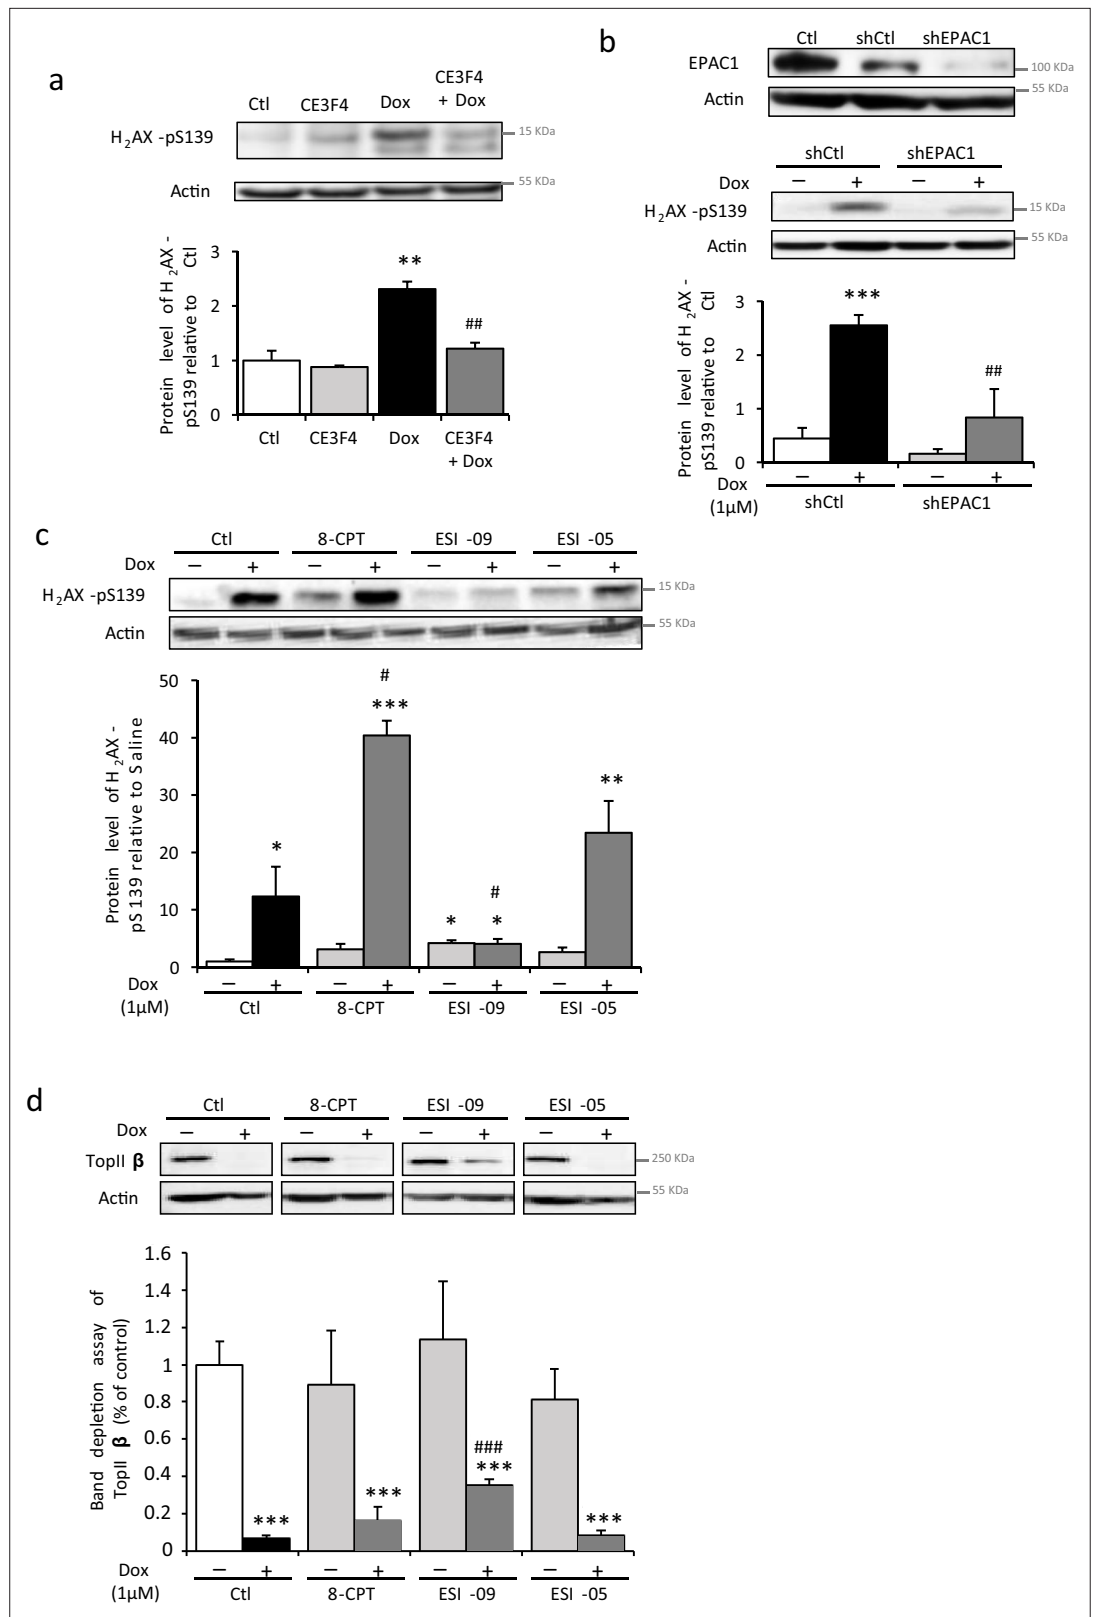 a
Ctl CE3F4 Dox CE3F4
+ Dox
H2AX -pS139 15 KDa
Actin 55 KDa
Protein level of H2AX -
pS139 relative to Ctl
3
2
1
0
**
##
Ctl CE3F4 Dox CE3F4
+ Dox
b
Ctl shCtl shEPAC1
EPAC1 100 KDa
Actin 55 KDa
shCtl shEPAC1
Dox − + − +
H2AX -pS139 15 KDa
Actin 55 KDa
Protein level of H2AX -
pS139 relative to Ctl
3
2
1
0
***
##
Dox − + − +
(1µM) shCtl shEPAC1
c
Ctl 8-CPT ESI -09 ESI -05
Dox − + − + − + − +
H2AX -pS139 15 KDa
Actin 55 KDa
Protein level of H2AX -
pS139 relative to Saline
50
40
30
20
10
0
*
#
***
*
#
*
**
Dox − + − + − + − +
(1µM) Ctl 8-CPT ESI -09 ESI -05
d
Ctl 8-CPT ESI -09 ESI -05
Dox − + − + − + − +
TopII β 250 KDa
Actin 55 KDa
Band depletion assay of
TopII β (% of control)
1.6
1.4
1.2
1
0.8
0.6
0.4
0.2
0
***
***
###
***
***
Dox − + − + − + − +
(1µM) Ctl 8-CPT ESI -09 ESI -05